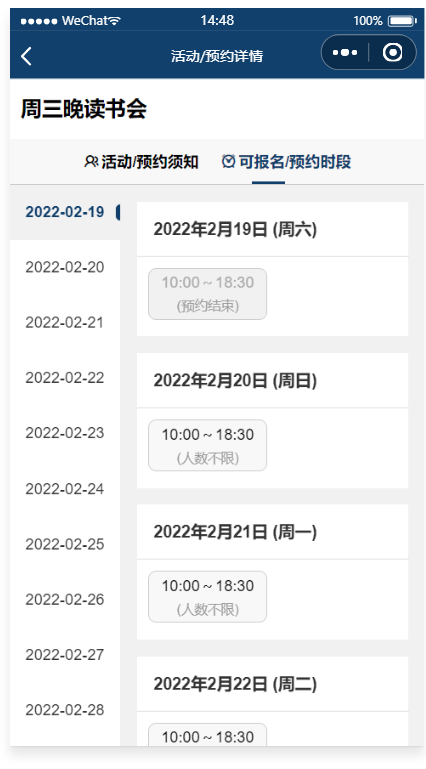 WeChat 14:48 100%
活动/预约详情
周三晚读书会
活动/预约须知 可报名/预约时段
2022-02-19
2022-02-20
2022-02-21
2022-02-22
2022-02-23
2022-02-24
2022-02-25
2022-02-26
2022-02-27
2022-02-28
2022年2月19日 (周六)
10:00 ~ 18:30
(预约结束)
2022年2月20日 (周日)
10:00 ~ 18:30
(人数不限)
2022年2月21日 (周一)
10:00 ~ 18:30
(人数不限)
2022年2月22日 (周二)
10:00 ~ 18:30